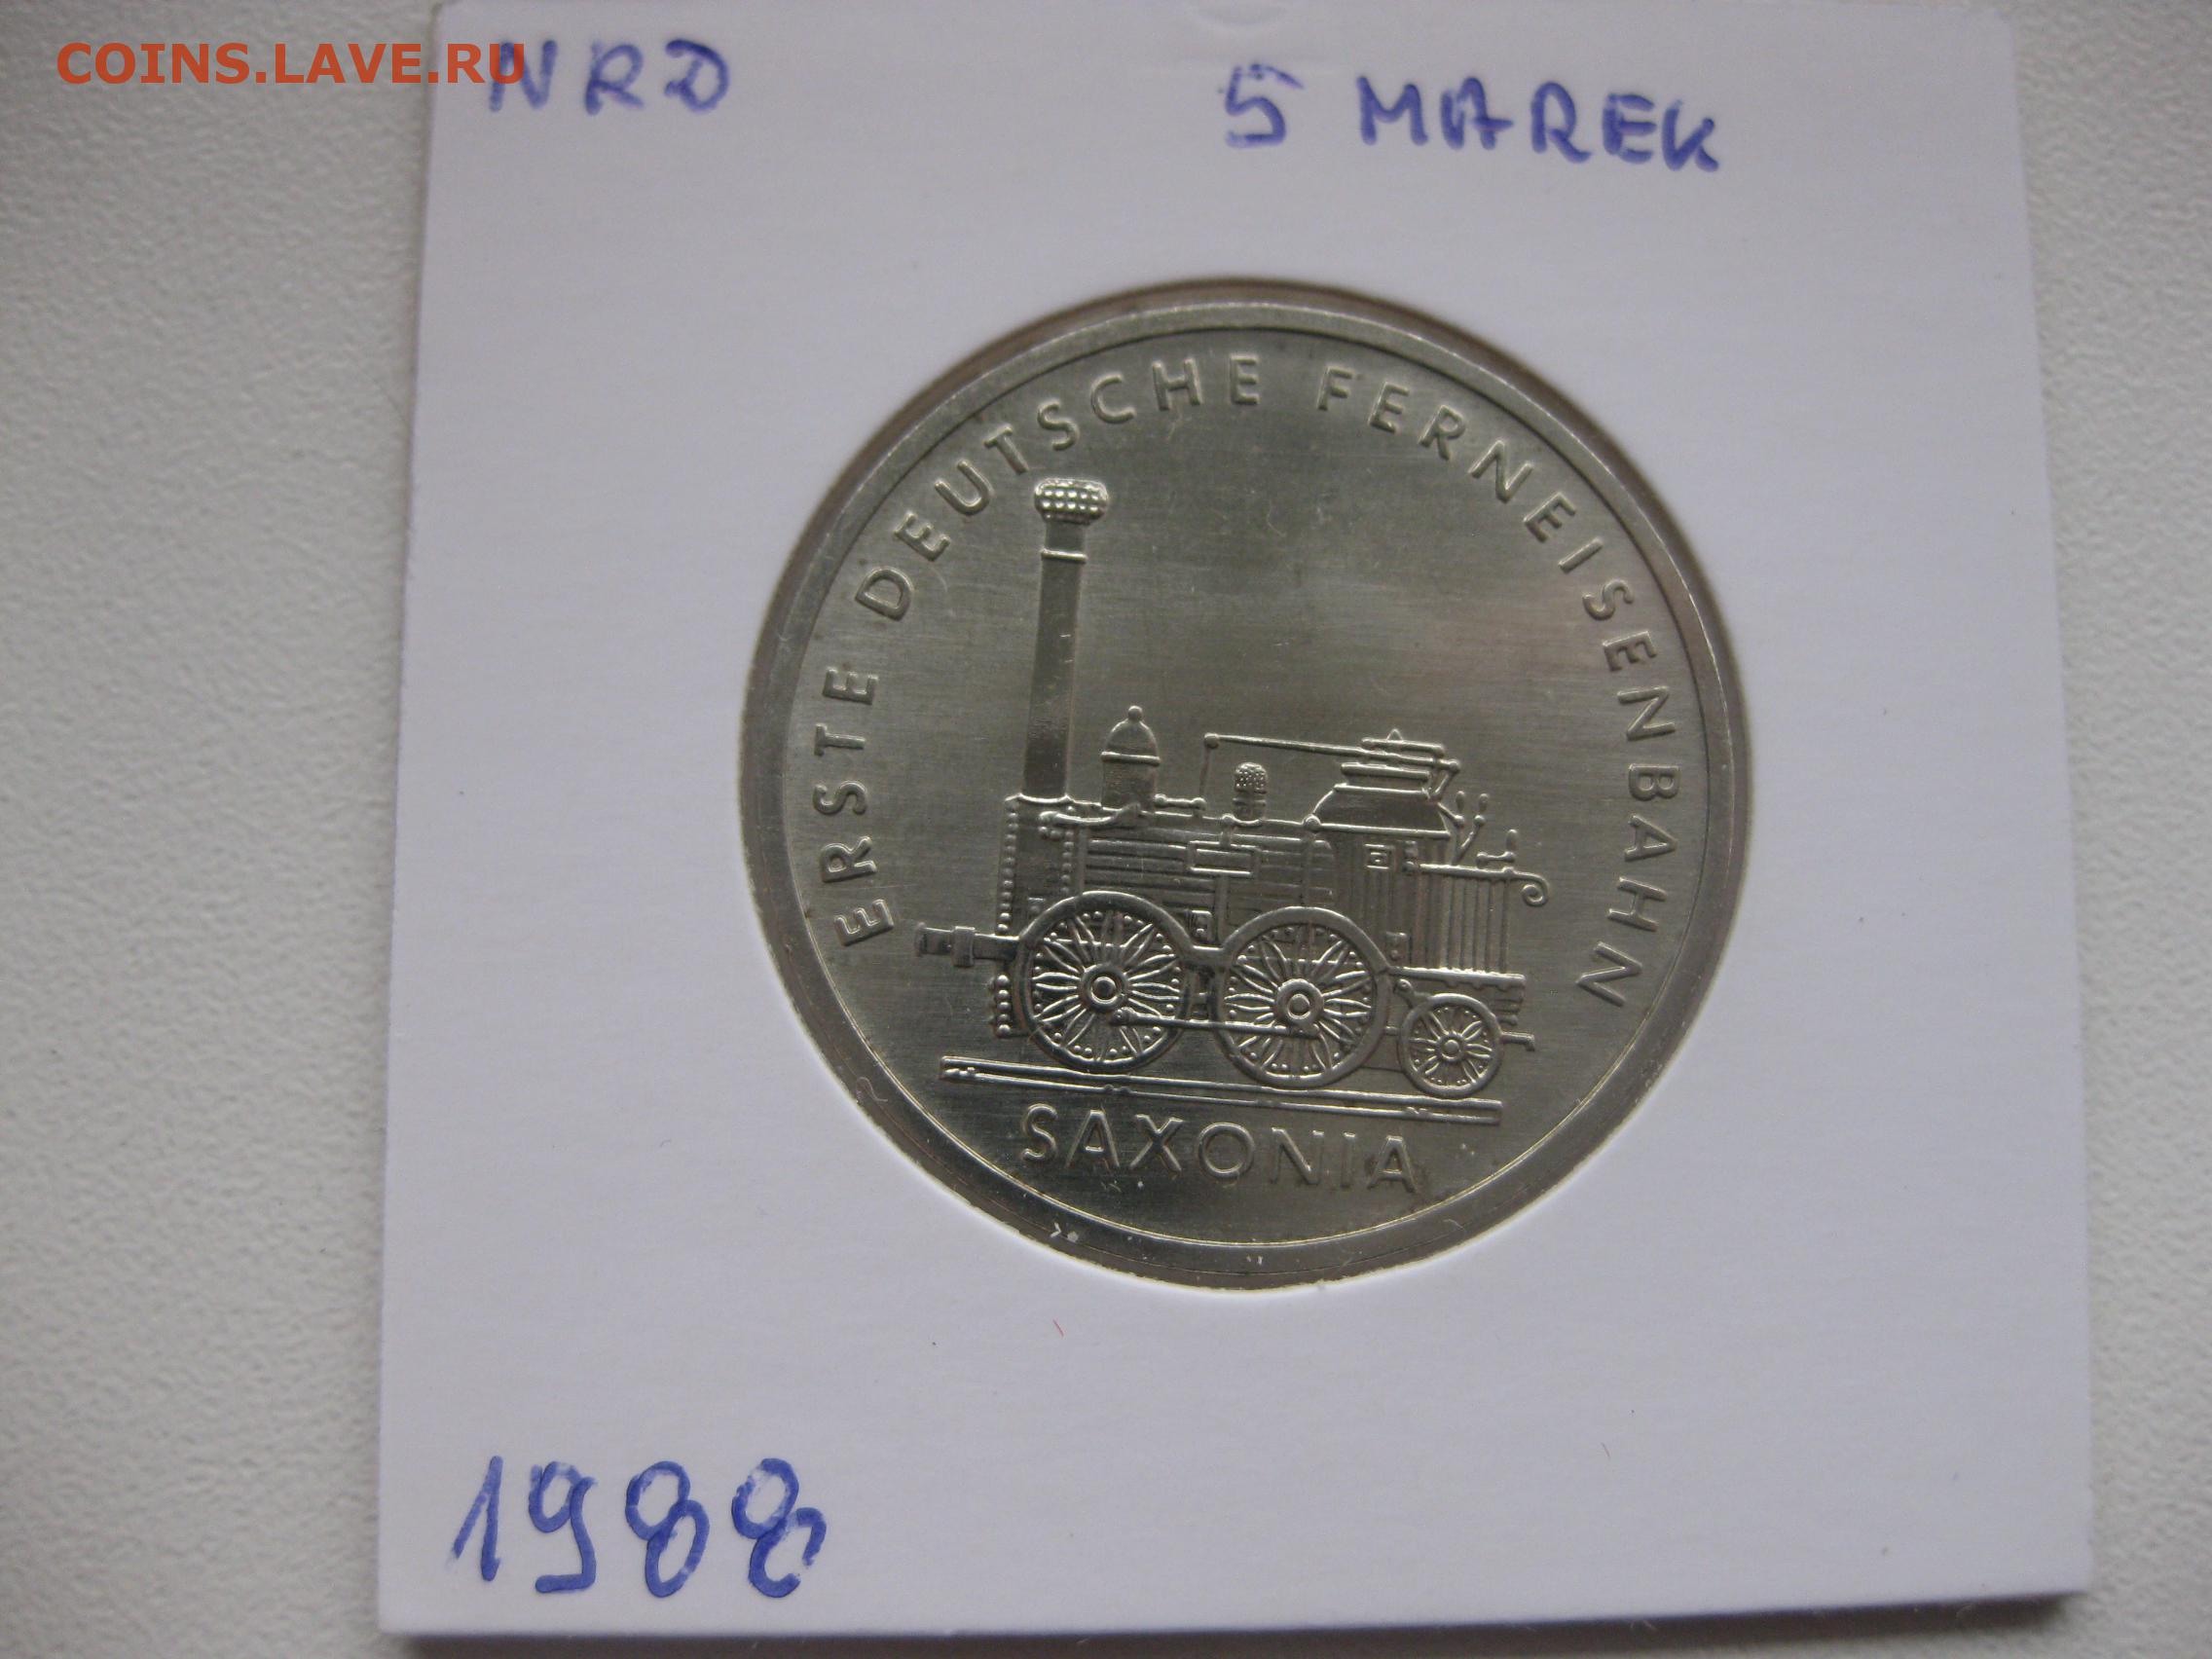 COINS.LAVE.RU
NRD
5 MAREK
ERSTE DEUTSCHE FERNEISENBAHN
SAXONIA
1988